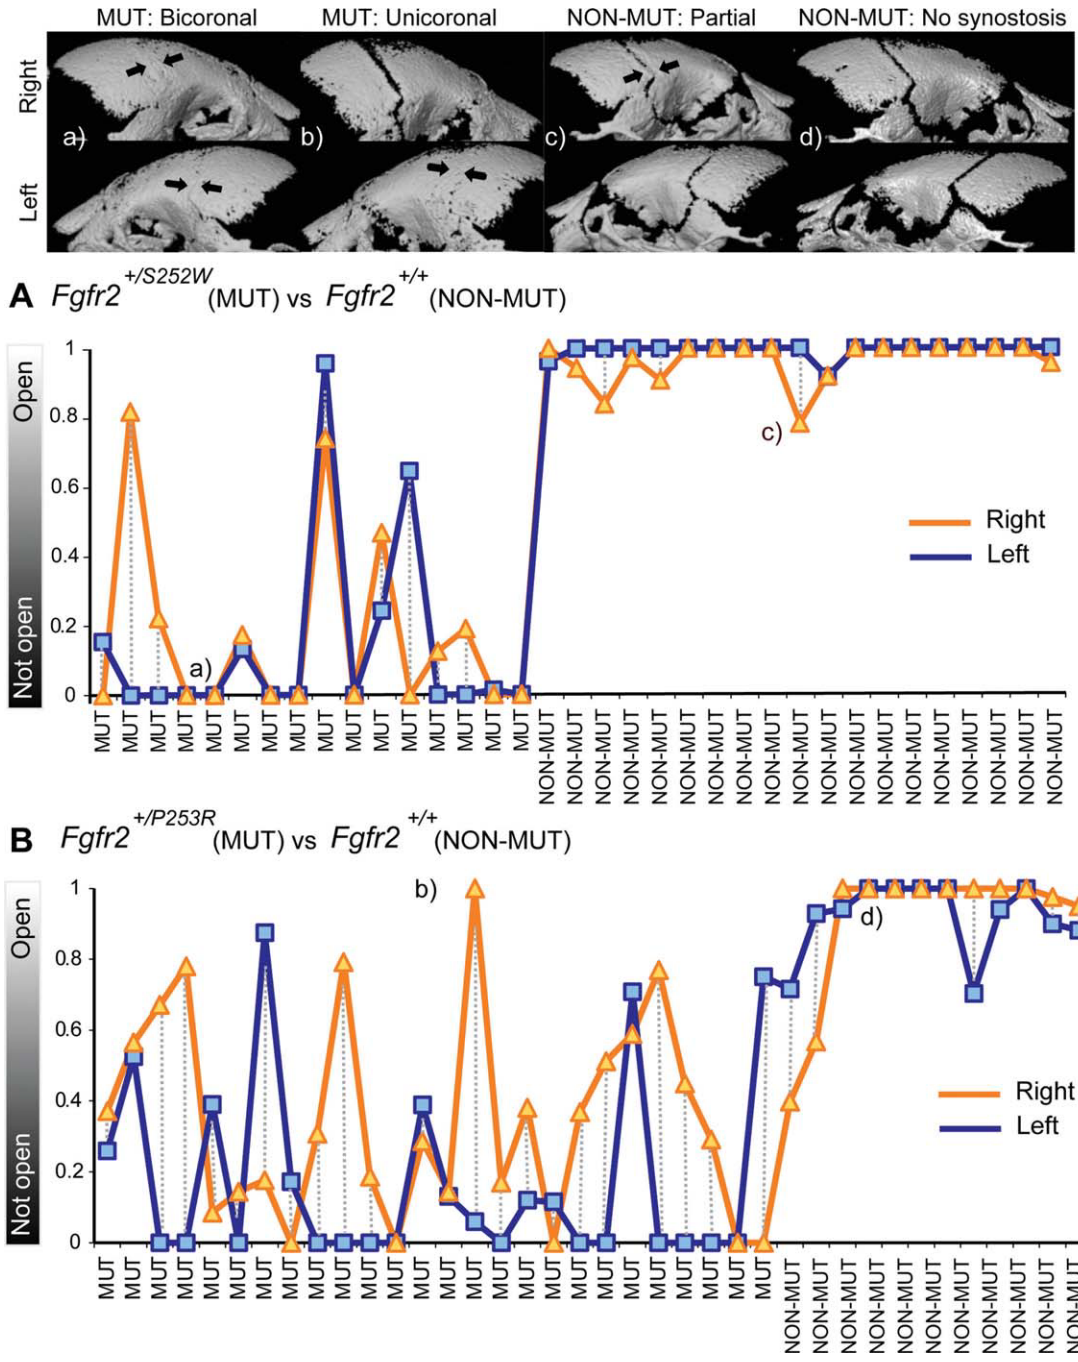 MUT: Bicoronal MUT: Unicoronal NON-MUT: Partial NON-MUT: No synostosis
Right
a) b) c) d)
Left
A Fgfr2 +/S252W (MUT) vs Fgfr2 +/+ (NON-MUT)
Open
Not open
1
0.8
0.6
0.4
0.2
0
a)
c)
Right
Left
MUT MUT MUT MUT MUT MUT MUT MUT MUT MUT MUT MUT MUT MUT MUT MUT NON-MUT NON-MUT NON-MUT NON-MUT NON-MUT NON-MUT NON-MUT NON-MUT NON-MUT NON-MUT NON-MUT NON-MUT NON-MUT NON-MUT NON-MUT NON-MUT NON-MUT NON-MUT NON-MUT
B Fgfr2 +/P253R (MUT) vs Fgfr2 +/+ (NON-MUT)
Open
Not open
1
0.8
0.6
0.4
0.2
0
b)
d)
Right
Left
MUT MUT MUT MUT MUT MUT MUT MUT MUT MUT MUT MUT MUT MUT MUT MUT MUT MUT MUT MUT MUT MUT MUT MUT MUT MUT NON-MUT NON-MUT NON-MUT NON-MUT NON-MUT NON-MUT NON-MUT NON-MUT NON-MUT NON-MUT NON-MUT NON-MUT